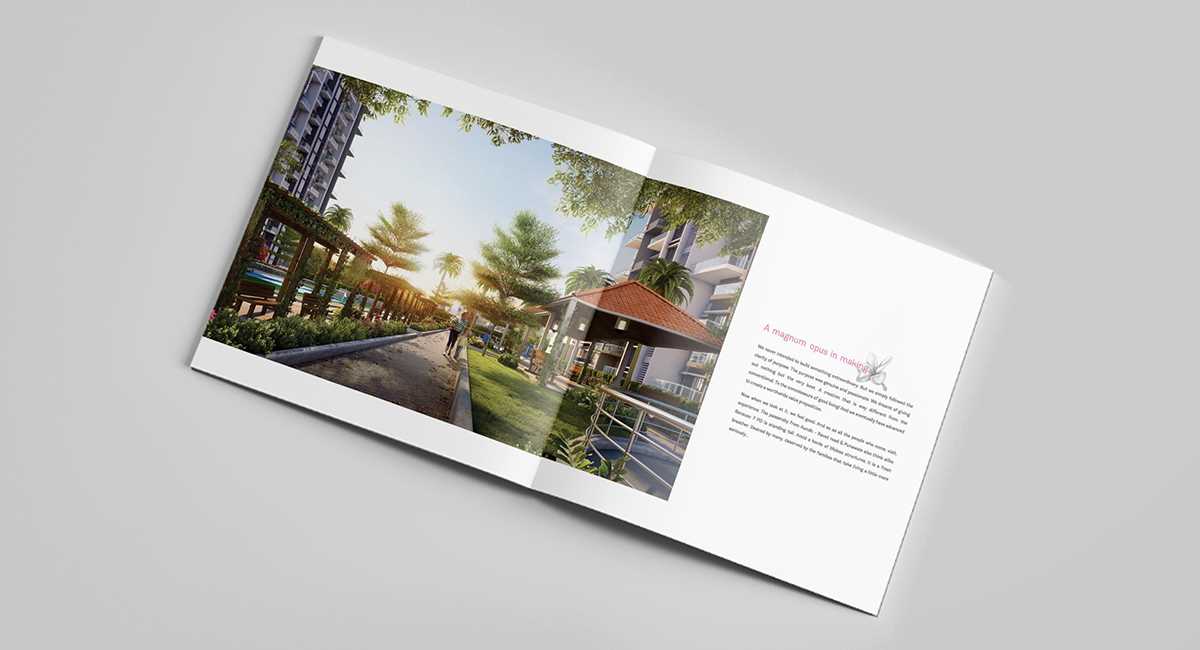 A magnum opus in making
We never intended to build something extraordinary. But we simply followed the
clarity of purpose. The purpose was genuine and passionate. We dreamt of giving
out nothing but the very best. A creation that is way different from the
conventional. To the connoisseurs of good living! And we eventually have advanced
to create a worthwhile value proposition.
Now when we look at it, we feel good. And so do all the people who come, visit,
experience. The passersby from Aundh - Ravet road & Punawale also think alike
Because 7 PD is standing tall. Amid a horde of lifeless structures. It is a Town
breather. Desired by many, deserved by the families that take living a little more
seriously.